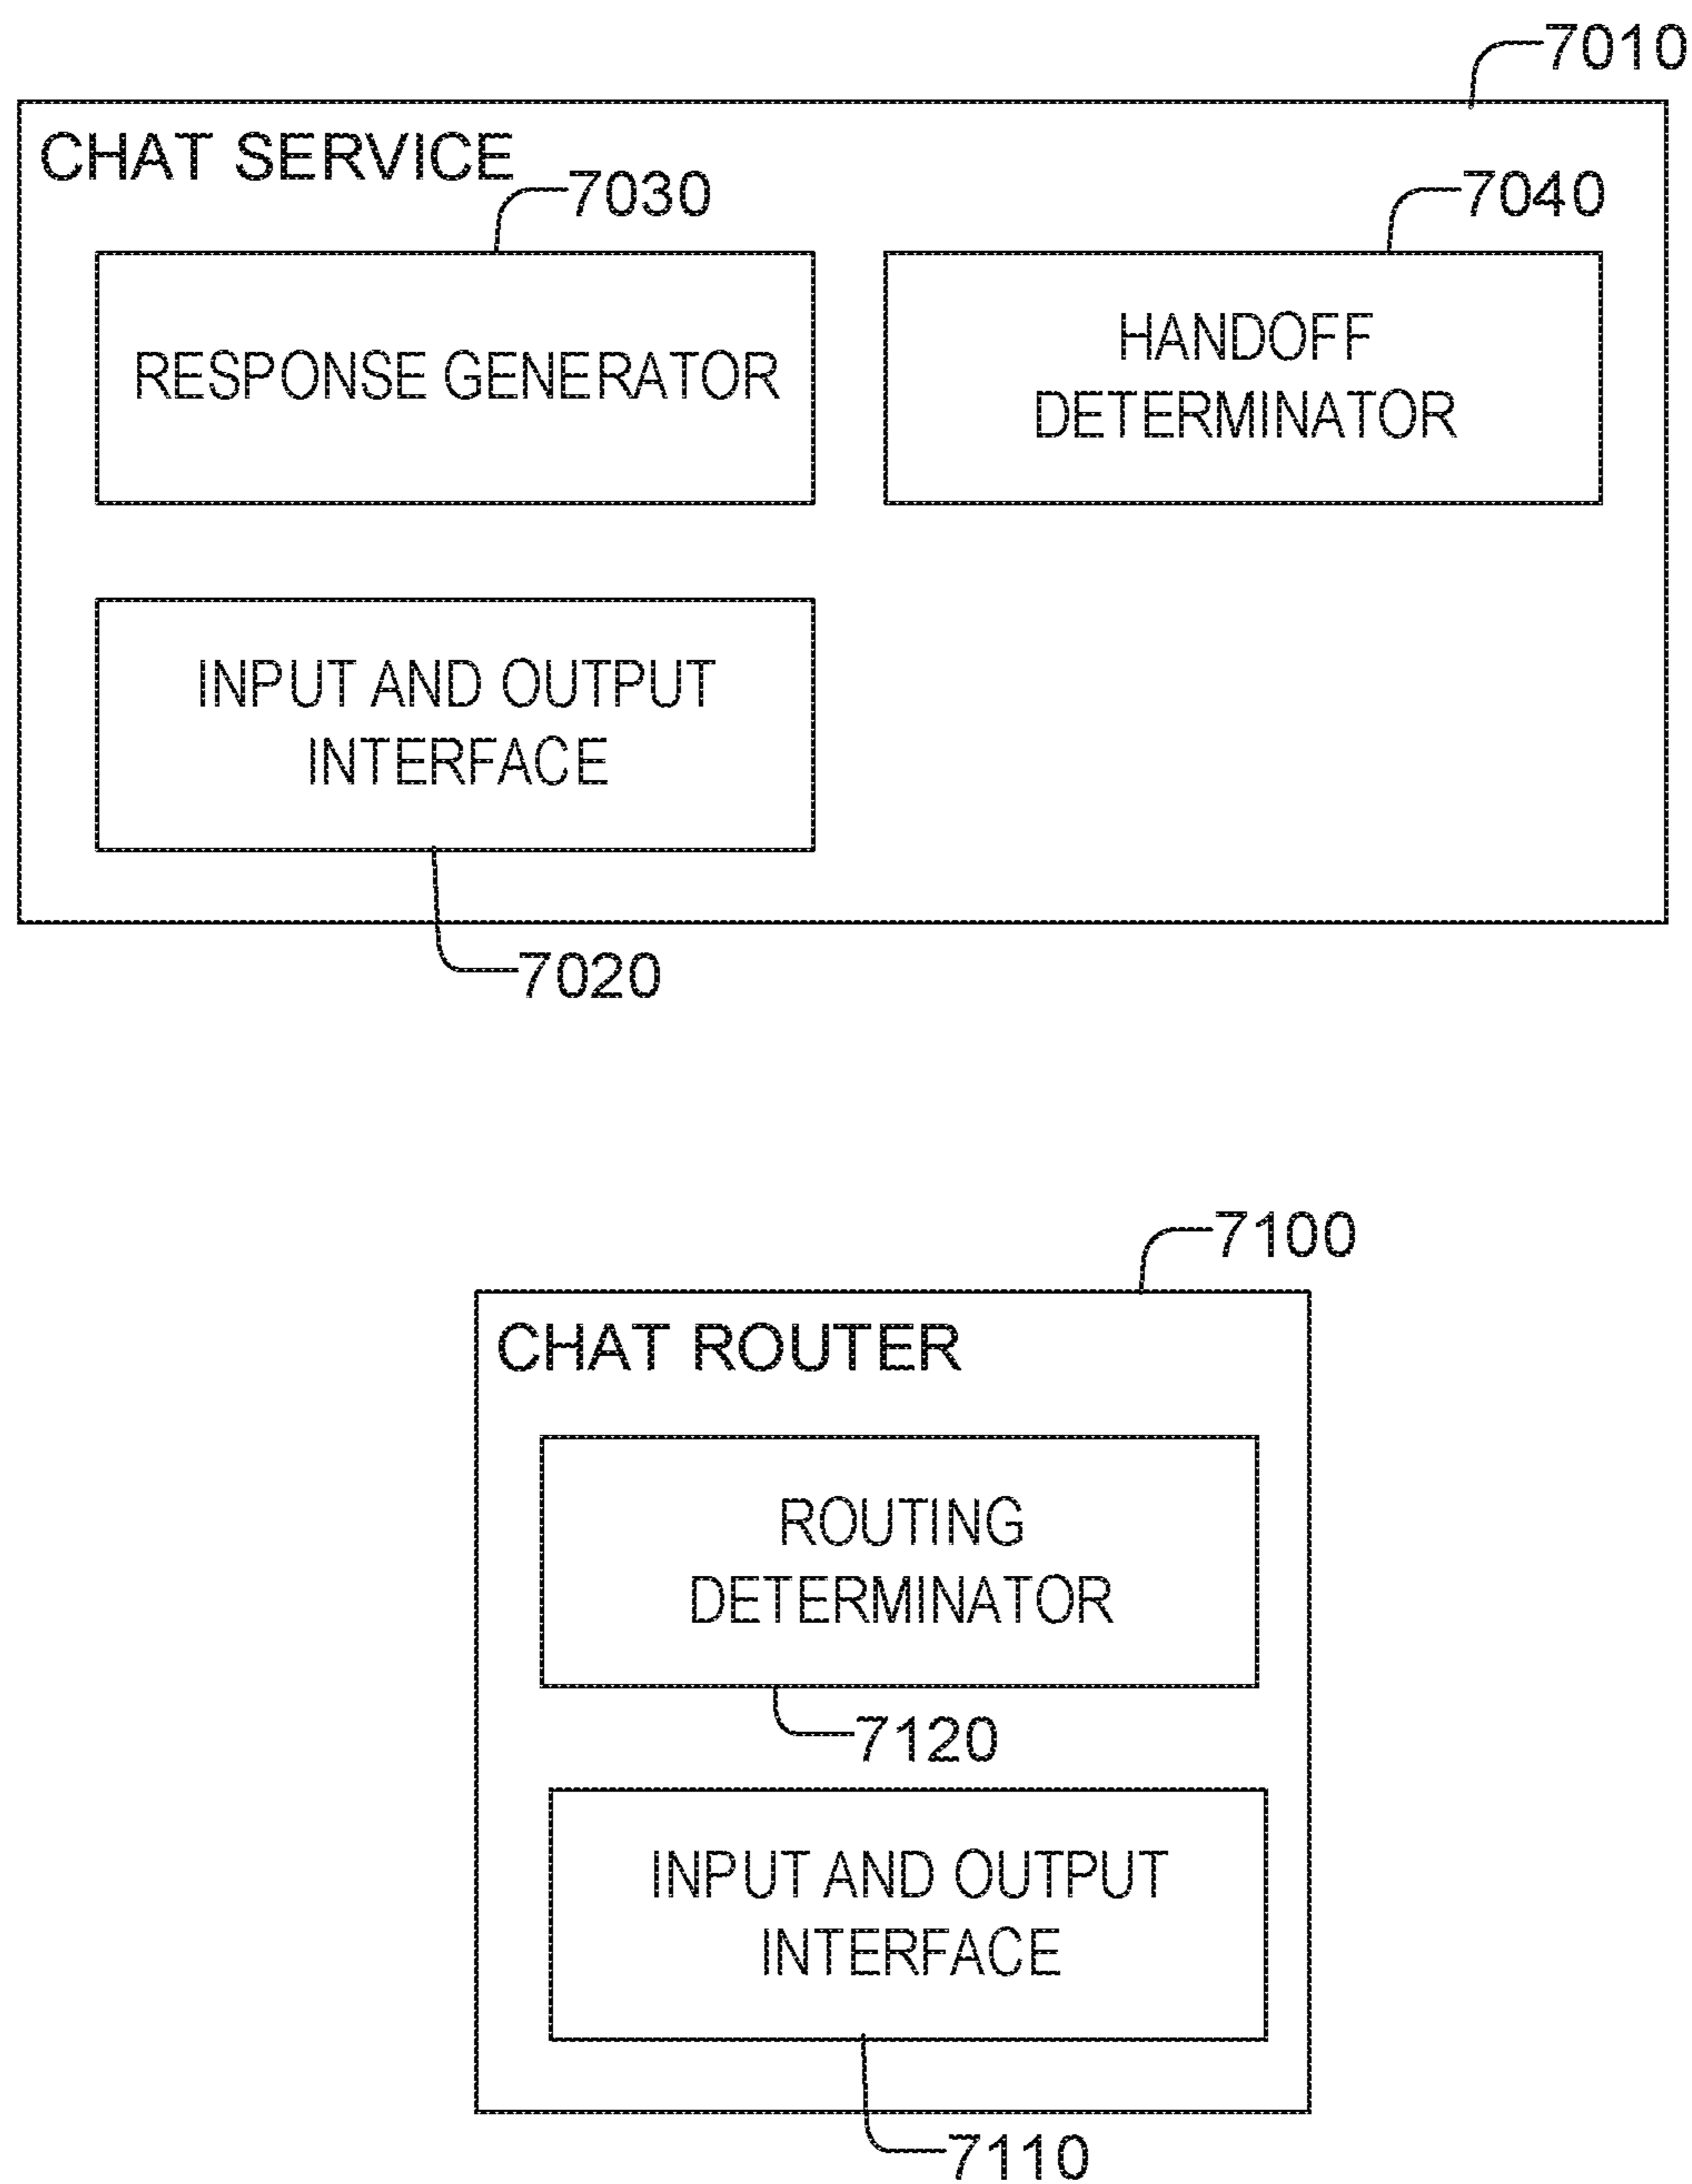 7010
CHAT SERVICE
7030
7040
RESPONSE GENERATOR
HANDOFF
DETERMINATOR
INPUT AND OUTPUT
INTERFACE
7020
7100
CHAT ROUTER
ROUTING
DETERMINATOR
7120
INPUT AND OUTPUT
INTERFACE
7110